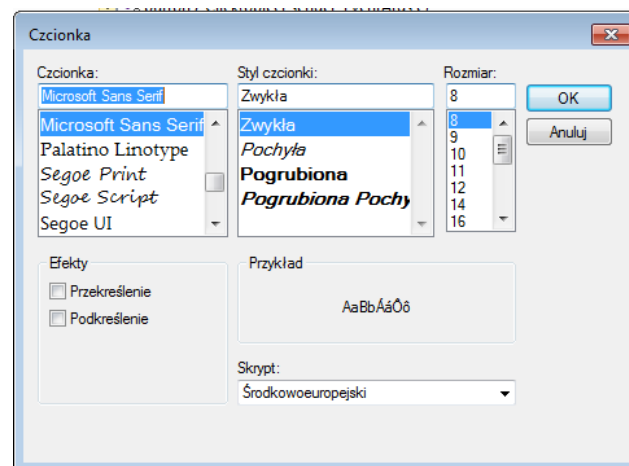 Czcionka
Czcionka:
Microsoft Sans Serif
Microsoft Sans Serif
Palatino Linotype
Segoe Print
Segoe Script
Segoe UI
Styl czcionki:
Zwykła
Zwykła
Pochyła
Pogrubiona
Pogrubiona Pochy
Rozmiar:
8
8
9
10
11
12
14
16
OK
Anuluj
Efekty
Przekreślenie
Podkreślenie
Przykład
AaBbÁáÔô
Skrypt:
Środkowoeuropejski